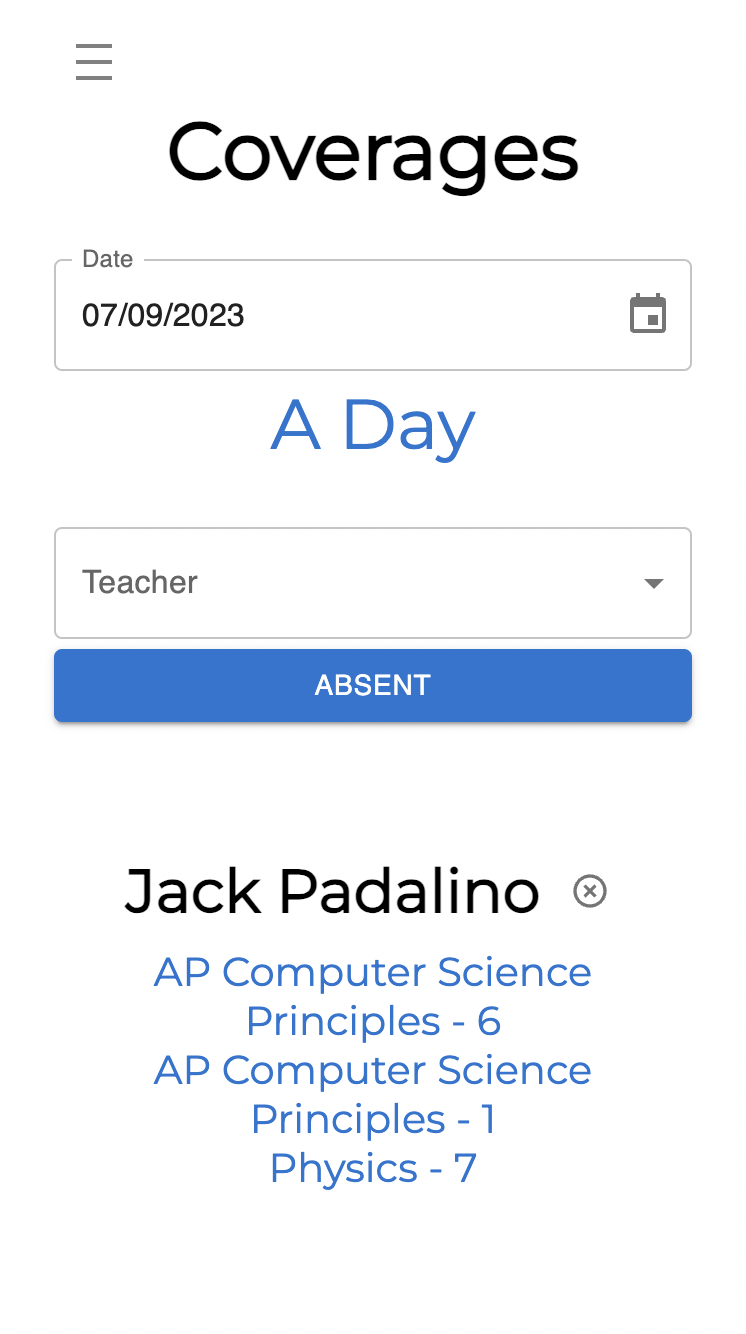 Coverages
Date
07/09/2023
A Day
Teacher
ABSENT
Jack Padalino
AP Computer Science
Principles - 6
AP Computer Science
Principles - 1
Physics - 7